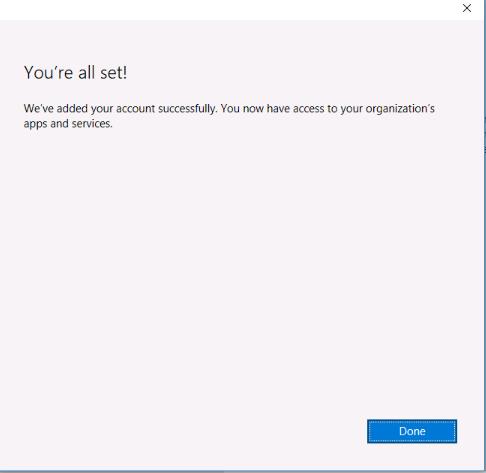 You're all set!
We've added your account successfully. You now have access to your organization's
apps and services.
Done